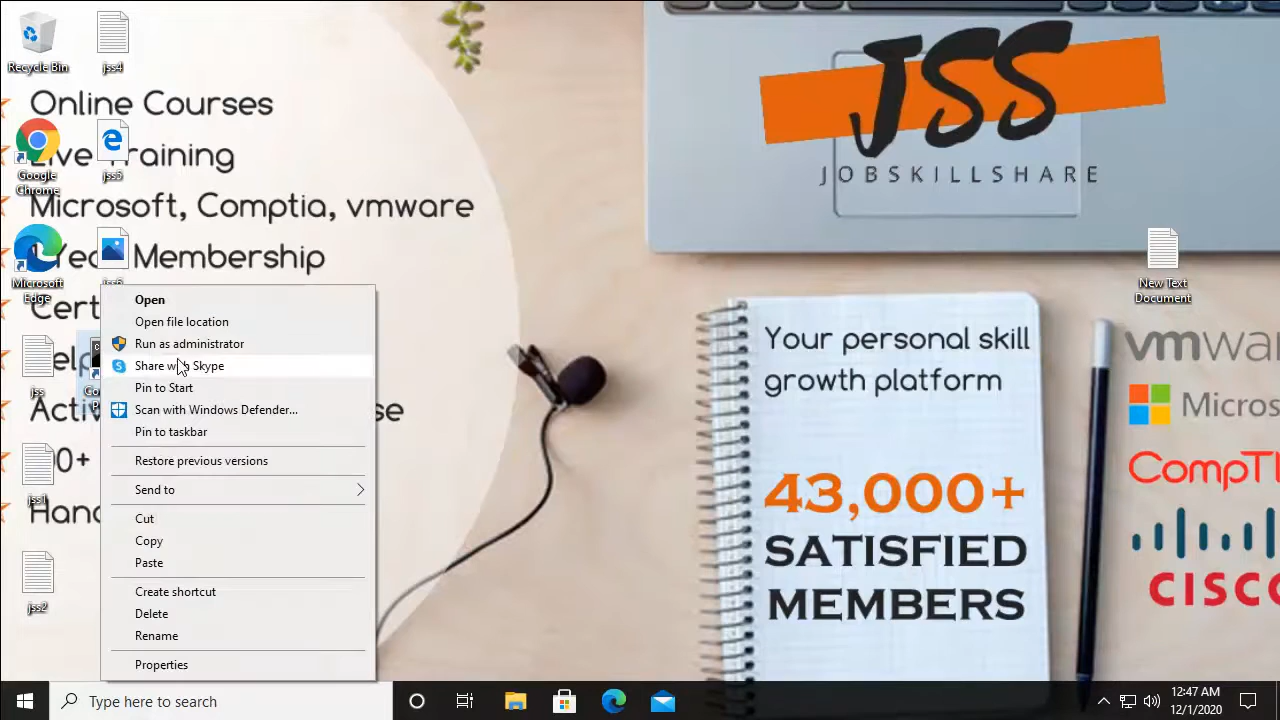 Recycle Bin
jss4
Online Courses
Google
Chrome
Live Training
jss5
Microsoft, Comptia, vmware
Microsoft
Edge
Membership
jss
jss1
jss2
Open
Open file location
Run as administrator
Share with Skype
Pin to Start
Scan with Windows Defender...
Pin to taskbar
Restore previous versions
Send to
Cut
Copy
Paste
Create shortcut
Delete
Rename
Properties
JSS
JOBSKILLSHARE
New Text
Document
Your personal skill
growth platform
43,000+
SATISFIED
MEMBERS
vmwa
Micros
CompTI
CISCO
Type here to search
12:47 AM
12/1/2020